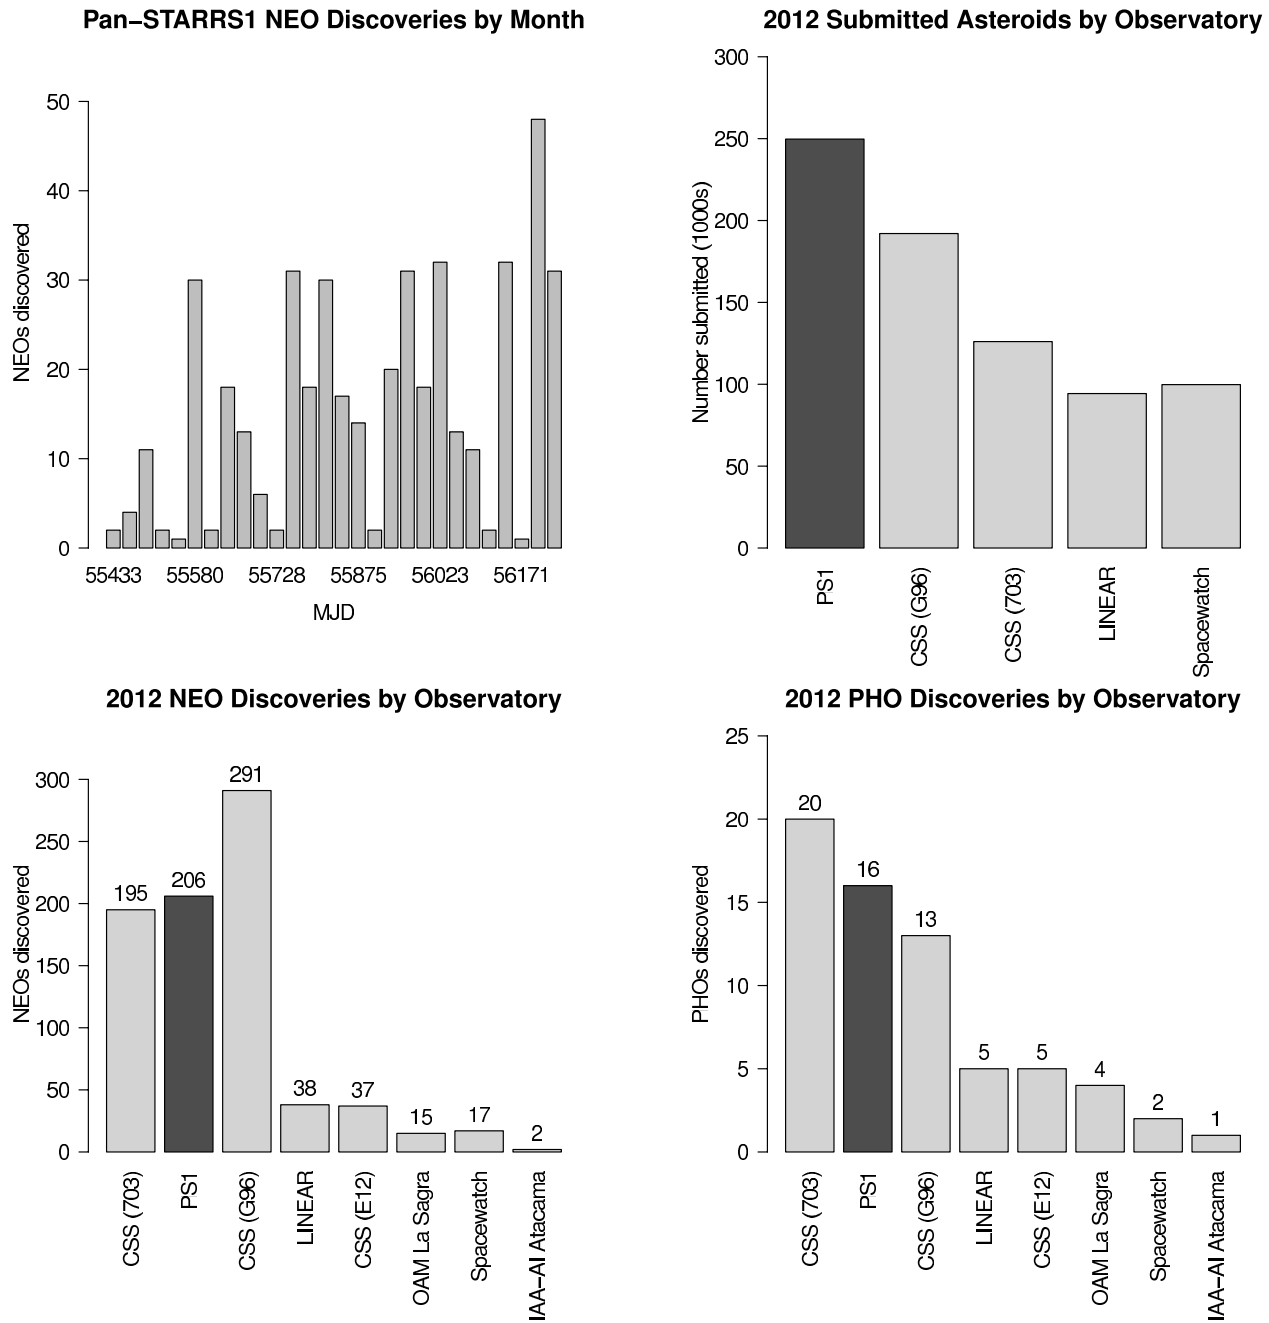 Pan−STARRS1 NEO Discoveries by Month
NEOs discovered
50
40
30
20
10
0
55433 55580 55728 55875 56023 56171
MJD
2012 Submitted Asteroids by Observatory
Number submitted (1000s)
300
250
200
150
100
50
0
PS1
CSS (G96)
CSS (703)
LINEAR
Spacewatch
2012 NEO Discoveries by Observatory
NEOs discovered
300
250
200
150
100
50
0
195
206
291
38
37
15
17
2
CSS (703)
PS1
CSS (G96)
LINEAR
CSS (E12)
OAM La Sagra
Spacewatch
IAA−AI Atacama
2012 PHO Discoveries by Observatory
PHOs discovered
25
20
15
10
5
0
20
16
13
5
5
4
2
1
CSS (703)
PS1
CSS (G96)
LINEAR
CSS (E12)
OAM La Sagra
Spacewatch
IAA−AI Atacama